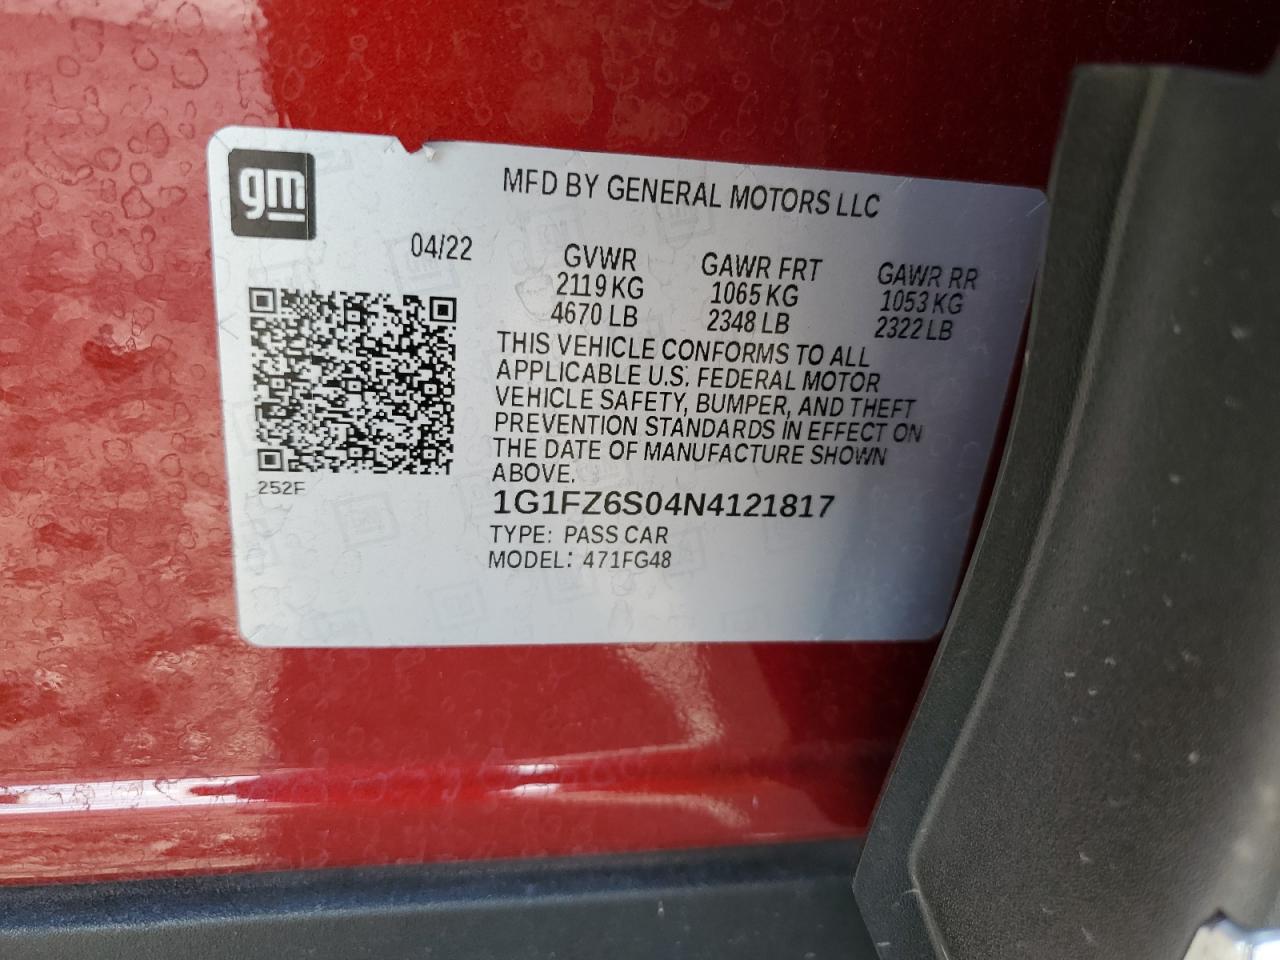 gm
MFD BY GENERAL MOTORS LLC
04/22
GVWR
2119 KG
4670 LB
GAWR FRT
1065 KG
2348 LB
GAWR RR
1053 KG
2322 LB
THIS VEHICLE CONFORMS TO ALL
APPLICABLE U.S. FEDERAL MOTOR
VEHICLE SAFETY, BUMPER, AND THEFT
PREVENTION STANDARDS IN EFFECT ON
THE DATE OF MANUFACTURE SHOWN
ABOVE.
252F
1G1FZ6S04N4121817
TYPE: PASS CAR
MODEL: 471FG48